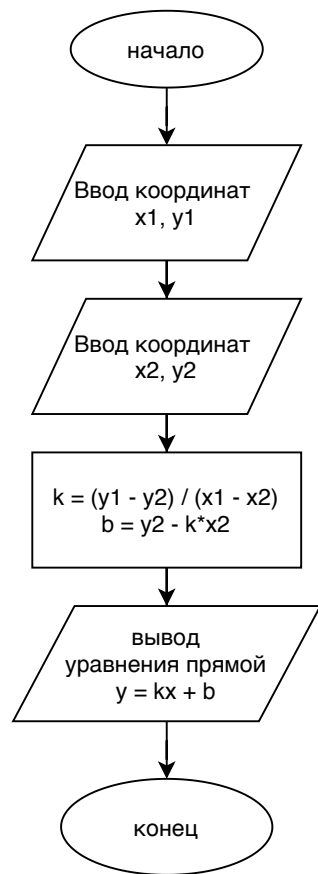 начало
Ввод координат
x1, y1
Ввод координат
x2, y2
k = (y1 - y2) / (x1 - x2)
b = y2 - k*x2
вывод
уравнения прямой
y = kx + b
конец